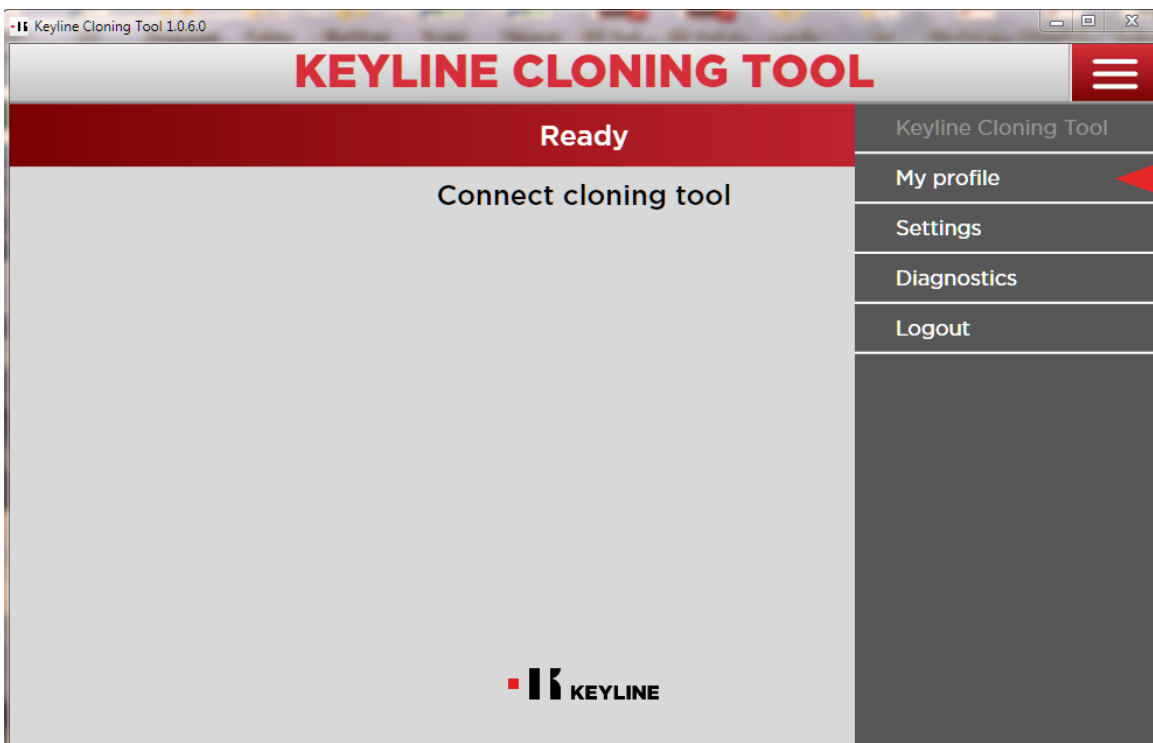 Keyline Cloning Tool 1.0.6.0
KEYLINE CLONING TOOL
Ready
Connect cloning tool
Keyline Cloning Tool
My profile
Settings
Diagnostics
Logout
KEYLINE